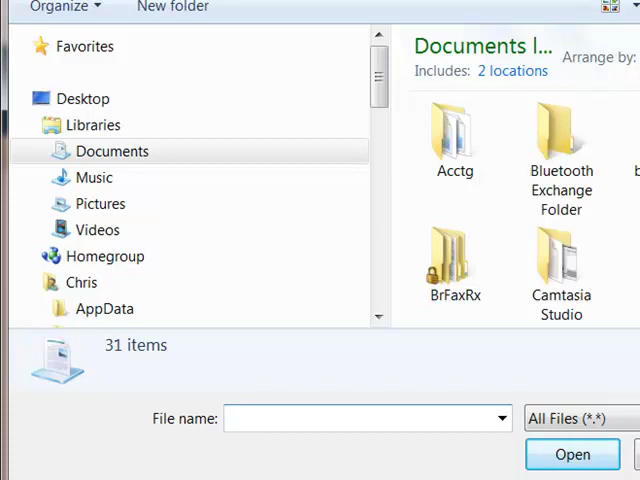 Organize
New folder
Favorites
Desktop
Libraries
Documents
Music
Pictures
Videos
Homegroup
Chris
AppData
Documents l...
Includes: 2 locations
Arrange by:
Acctg
Bluetooth
Exchange
Folder
BrFaxRx
Camtasia
Studio
31 items
File name:
All Files (*.*)
Open